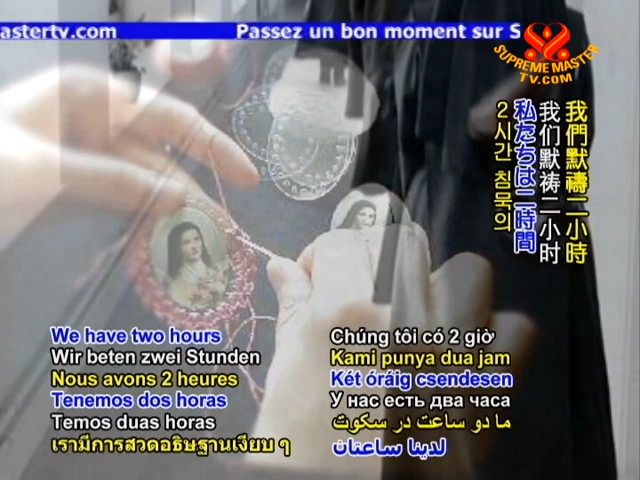 astertv.com
Passez un bon moment sur S
SUPREME MASTER
TV.COM
我們默禱二小時
我们默祷二小时
私たちは二時間
2시간 침묵의
We have two hours
Wir beten zwei Stunden
Nous avons 2 heures
Tenemos dos horas
Temos duas horas
เรามีการสวดอธิษฐานเงียบ ๆ
Chúng tôi có 2 giờ
Kami punya dua jam
Két óráig csendesen
У нас есть два часа
ما دو ساعت در سکوت
لدينا ساعتان